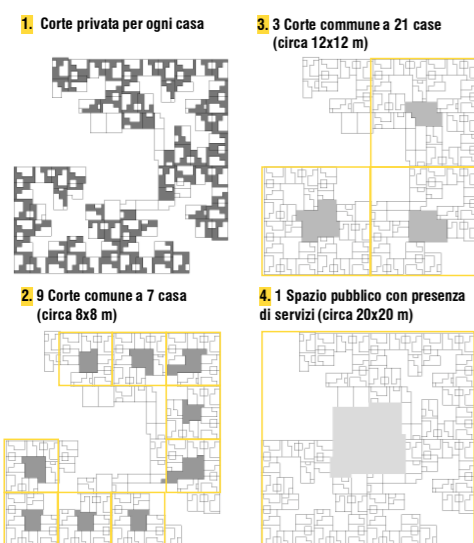 1. Corte privata per ogni casa
3. 3 Corte commune a 21 case
(circa 12x12 m)
2. 9 Corte comune a 7 casa
(circa 8x8 m)
4. 1 Spazio pubblico con presenza
di servizi (circa 20x20 m)